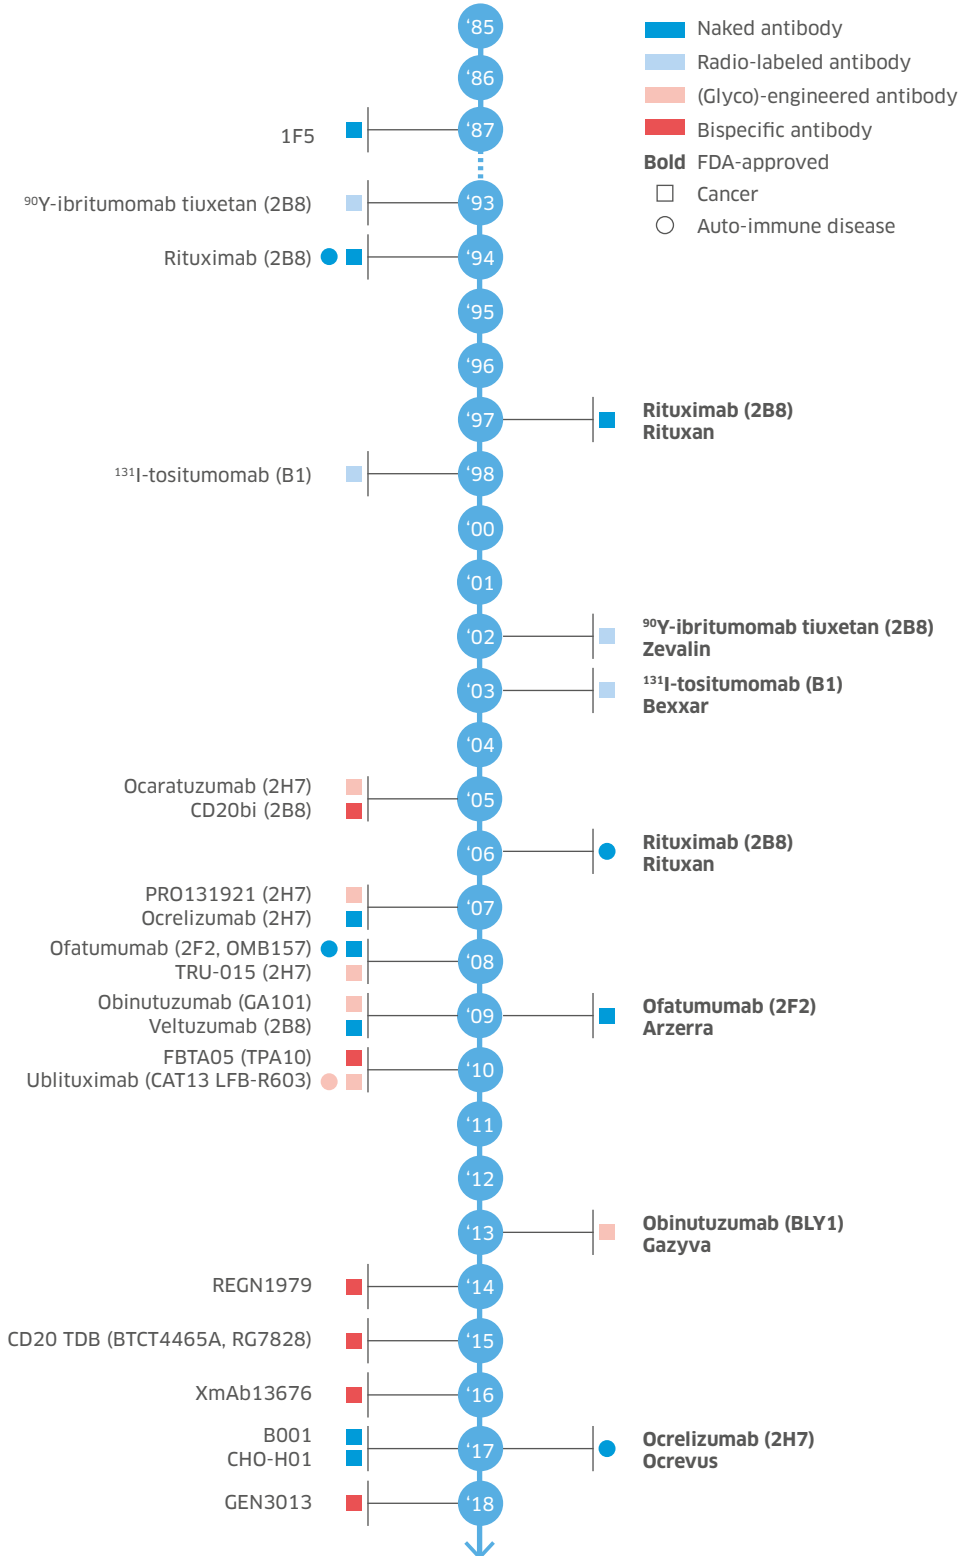 ‘85
Naked antibody
Radio-labeled antibody
(Glyco)-engineered antibody
Bispecific antibody
Bold FDA-approved
Cancer
Auto-immune disease
‘86
1F5
‘87
⁹⁰Y-ibritumomab tiuxetan (2B8)
‘93
Rituximab (2B8)
‘94
‘95
‘96
‘97
Rituximab (2B8)
Rituxan
¹³¹I-tositumomab (B1)
‘98
‘00
‘01
‘02
⁹⁰Y-ibritumomab tiuxetan (2B8)
Zevalin
‘03
¹³¹I-tositumomab (B1)
Bexxar
‘04
Ocaratuzumab (2H7)
CD20bi (2B8)
‘05
‘06
Rituximab (2B8)
Rituxan
PRO131921 (2H7)
Ocrelizumab (2H7)
‘07
Ofatumumab (2F2, OMB157)
TRU-015 (2H7)
‘08
Obinutuzumab (GA101)
Veltuzumab (2B8)
‘09
Ofatumumab (2F2)
Arzerra
FBTA05 (TPA10)
Ublituximab (CAT13 LFB-R603)
‘10
‘11
‘12
‘13
Obinutuzumab (BLY1)
Gazyva
REGN1979
‘14
CD20 TDB (BTCT4465A, RG7828)
‘15
XmAb13676
‘16
B001
CHO-H01
‘17
Ocrelizumab (2H7)
Ocrevus
GEN3013
‘18